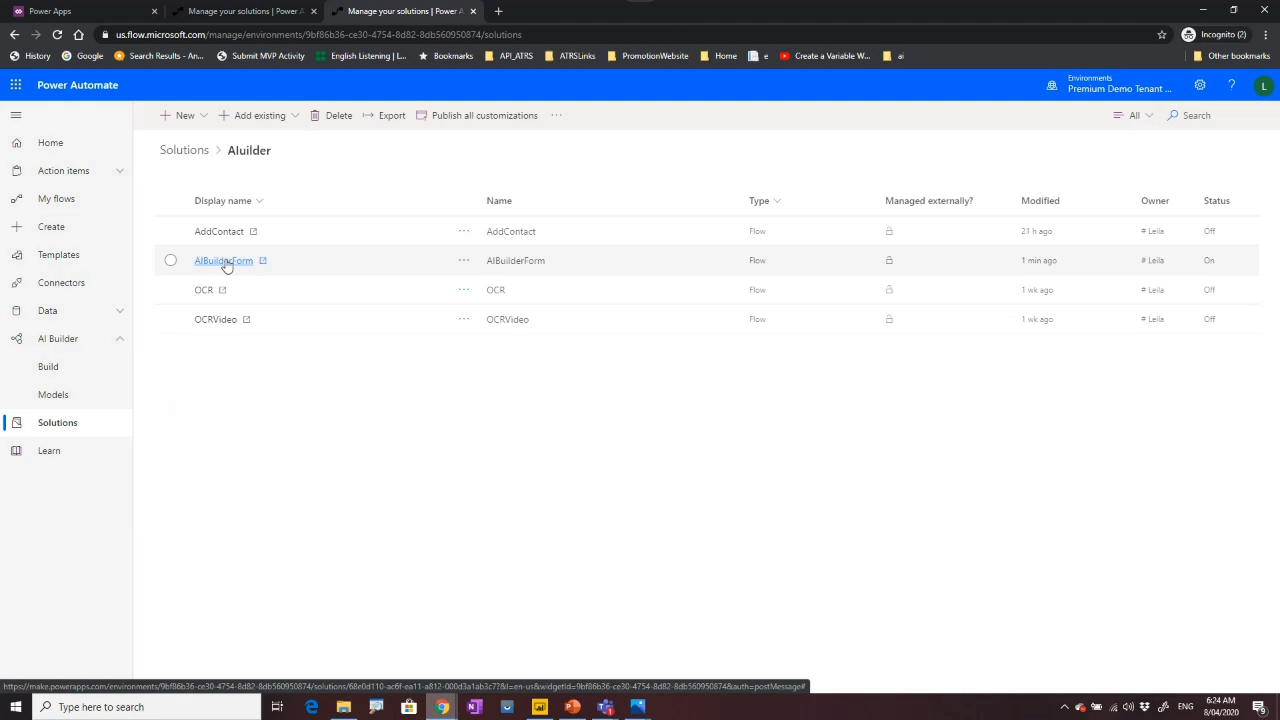 Power Apps
Manage your solutions | Power A
Manage your solutions | Power A
us.flow.microsoft.com/manage/environments/9bf86b36-ce30-4754-8d82-8db560950874/solutions
Incognito (2)
History
Google
Search Results - An...
Submit MVP Activity
English Listening | L...
Bookmarks
API_ATRS
ATRSLinks
PromotionWebsite
Home
e
Create a Variable W...
ai
Other bookmarks
Power Automate
Environments
Premium Demo Tenant ...
L
New
Add existing
Delete
Export
Publish all customizations
All
Search
Home
Action items
My flows
Create
Templates
Connectors
Data
AI Builder
Build
Models
Solutions
Learn
Solutions > AIuilder
Display name Name Type Managed externally? Modified Owner Status
AddContact AddContact Flow 21 h ago # Leila Off
AIBuilderForm AIBuilderForm Flow 1 min ago # Leila On
OCR OCR Flow 1 wk ago # Leila Off
OCRVideo OCRVideo Flow 1 wk ago # Leila Off
Type here to search
ENG
6:24 AM
8/04/2020